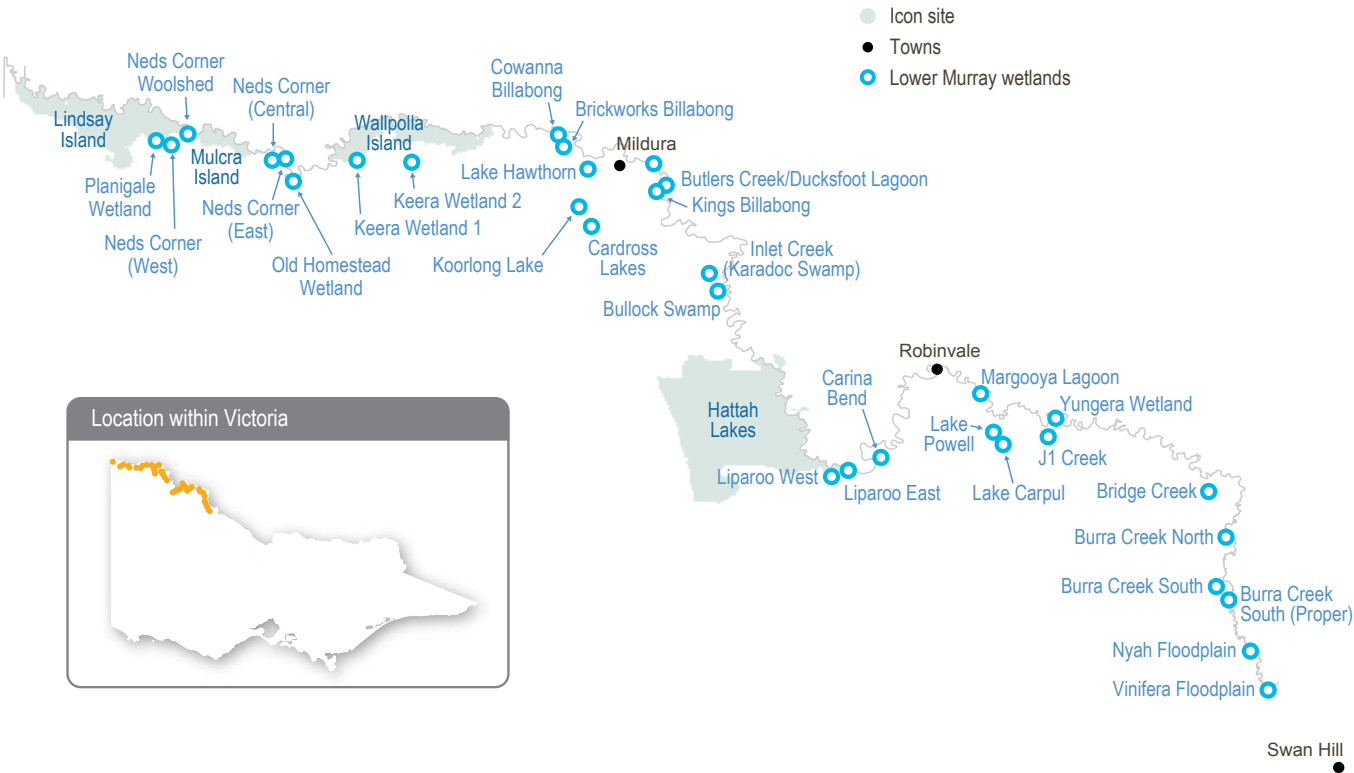 Icon site
Towns
Lower Murray wetlands
Neds Corner
Woolshed
Neds Corner
(Central)
Cowanna
Billabong
Brickworks Billabong
Lindsay
Island
Wallpolla
Island
Mildura
Mulcra
Island
Lake Hawthorn
Planigale
Wetland
Neds Corner
(East)
Keera Wetland 2
Butlers Creek/Ducksfoot Lagoon
Kings Billabong
Neds Corner
(West)
Keera Wetland 1
Old Homestead
Wetland
Koorlong Lake
Cardross
Lakes
Inlet Creek
(Karadoc Swamp)
Bullock Swamp
Robinvale
Carina
Bend
Margooya Lagoon
Hattah
Lakes
Lake
Powell
Yungera Wetland
J1 Creek
Liparoo West
Liparoo East
Lake Carpul
Bridge Creek
Burra Creek North
Burra Creek South
Burra Creek
South (Proper)
Nyah Floodplain
Vinifera Floodplain
Swan Hill
Location within Victoria